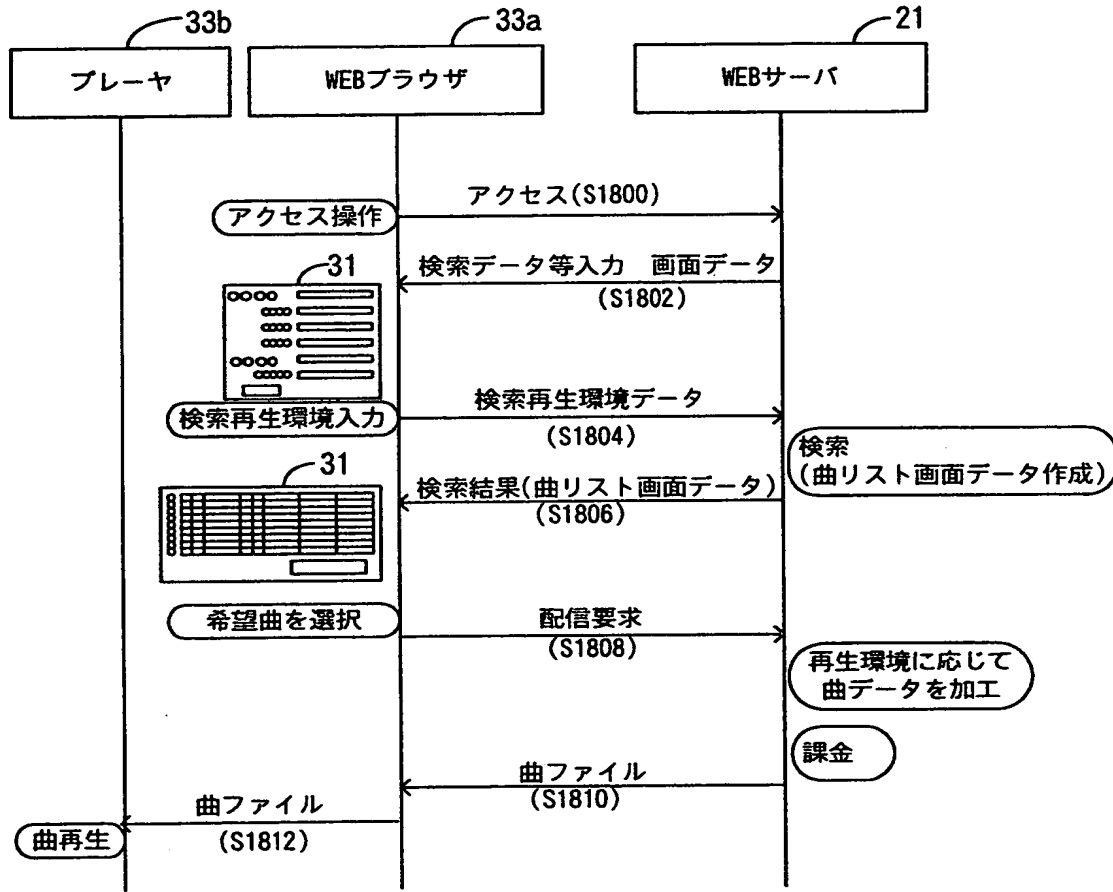 33b
33a
21
プレーヤ
WEBブラウザ
WEBサーバ
アクセス(S1800)
アクセス操作
検索データ等入力　画面データ
(S1802)
31
検索再生環境データ
検索再生環境入力
(S1804)
検索
(曲リスト画面データ作成)
31
検索結果(曲リスト画面データ)
(S1806)
希望曲を選択
配信要求
(S1808)
再生環境に応じて
曲データを加工
課金
曲ファイル
(S1810)
曲ファイル
(S1812)
曲再生